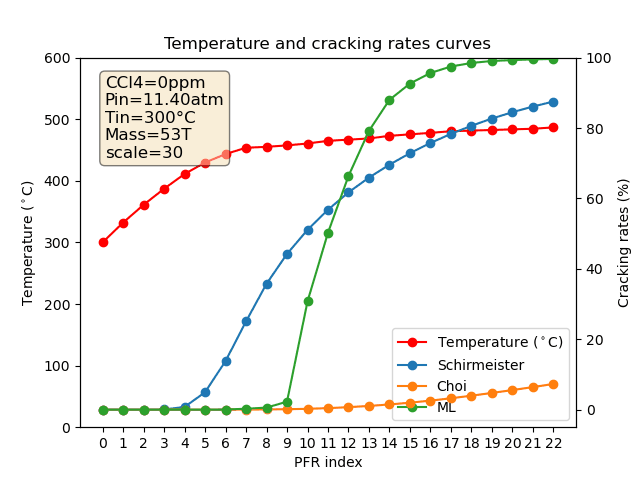 Temperature and cracking rates curves
CCl4=0ppm
Pin=11.40atm
Tin=300°C
Mass=53T
scale=30
Temperature (°C)
600
500
400
300
200
100
0
Cracking rates (%)
100
80
60
40
20
0
Temperature (°C)
Schirmeister
Choi
ML
0 1 2 3 4 5 6 7 8 9 10 11 12 13 14 15 16 17 18 19 20 21 22
PFR index